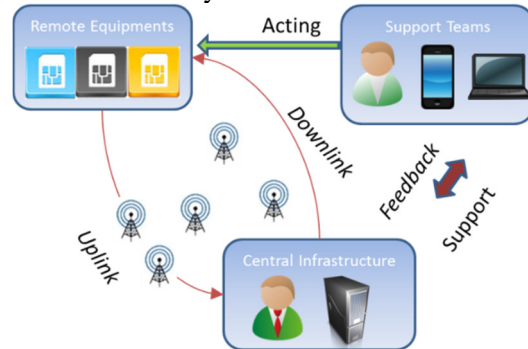 Remote Equipments
Acting
Support Teams
Downlink
Feedback
Support
Uplink
Central Infrastructure